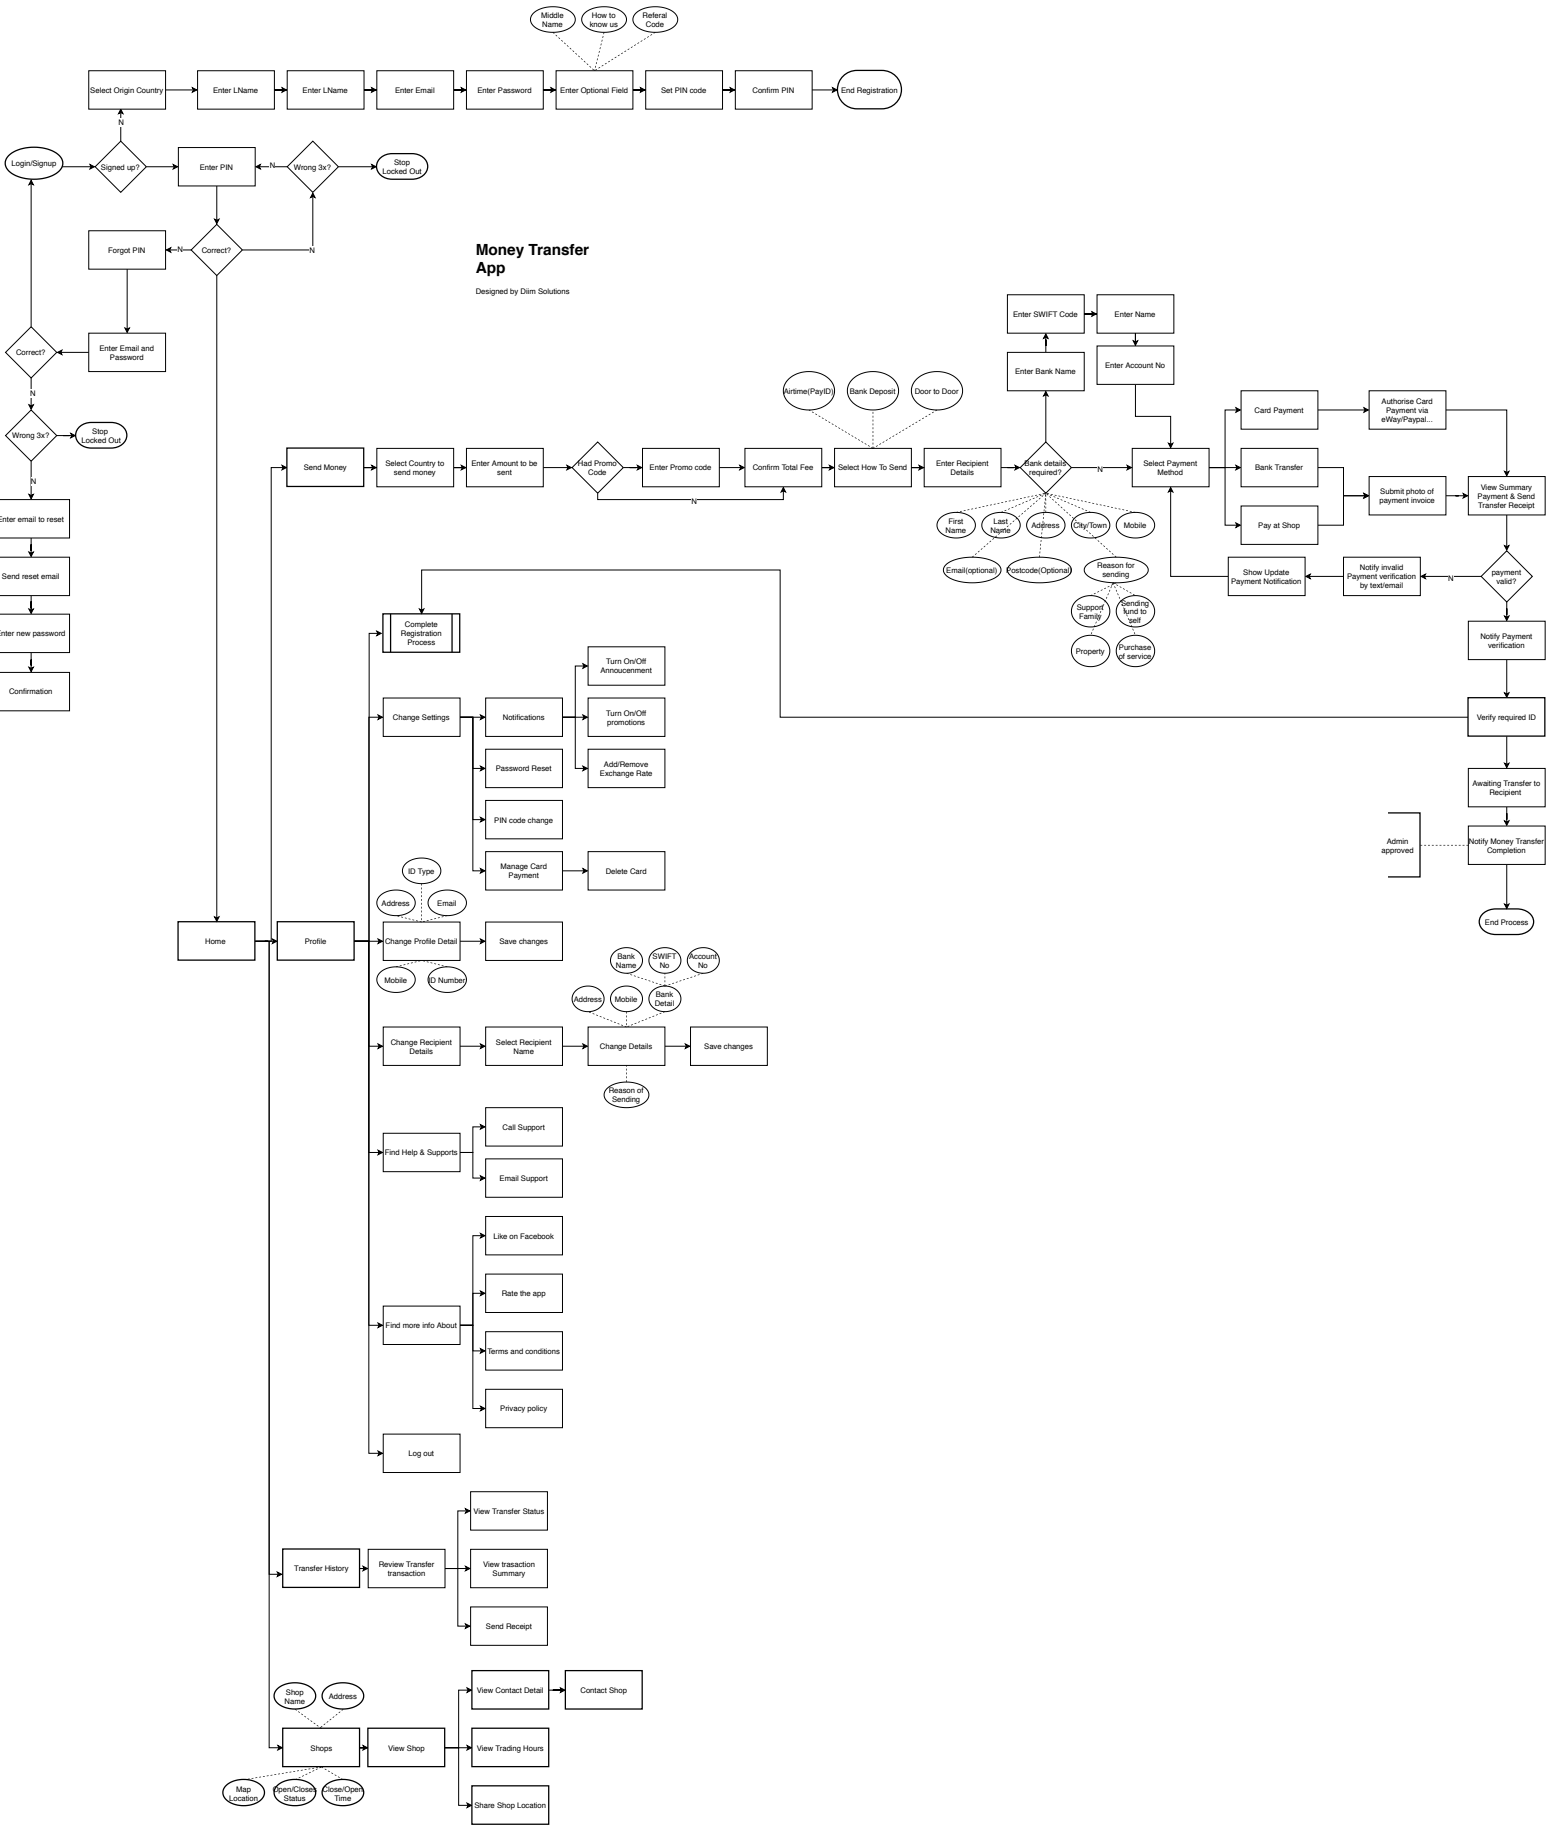 Middle
Name
How to
know us
Referal
Code
Select Origin Country
Enter LName
Enter LName
Enter Email
Enter Password
Enter Optional Field
Set PIN code
Confirm PIN
End Registration
N
Login/Signup
Signed up?
Enter PIN
N
Wrong 3x?
Stop
Locked Out
Forgot PIN
N
Correct?
N
Money Transfer
App
Designed by Diim Solutions
Correct?
Enter Email and
Password
N
Wrong 3x?
Stop
Locked Out
N
Enter email to reset
Send reset email
Enter new password
Confirmation
Enter SWIFT Code
Enter Name
Enter Bank Name
Enter Account No
Airtime(PayID)
Bank Deposit
Door to Door
Send Money
Select Country to
send money
Enter Amount to be
sent
Had Promo
Code
Enter Promo code
N
Confirm Total Fee
Select How To Send
Enter Recipient
Details
Bank details
required?
N
Select Payment
Method
Card Payment
Authorise Card
Payment via
eWay/Paypal...
Bank Transfer
Pay at Shop
Submit photo of
payment invoice
View Summary
Payment & Send
Transfer Receipt
First
Name
Last
Name
Address
City/Town
Mobile
Email(optional)
Postcode(Optional)
Reason for
sending
Support
Family
Sending
fund to
self
Property
Purchase
of service
Show Update
Payment Notification
Notify invalid
Payment verification
by text/email
N
payment
valid?
Notify Payment
verification
Verify required ID
Awaiting Transfer to
Recipient
Admin
approved
Notify Money Transfer
Completion
End Process
Complete
Registration
Process
Change Settings
Notifications
Turn On/Off
Annoucenment
Turn On/Off
promotions
Password Reset
Add/Remove
Exchange Rate
PIN code change
Manage Card
Payment
Delete Card
ID Type
Address
Email
Home
Profile
Change Profile Detail
Save changes
Mobile
ID Number
Bank
Name
SWIFT
No
Account
No
Address
Mobile
Bank
Detail
Change Recipient
Details
Select Recipient
Name
Change Details
Save changes
Reason of
Sending
Call Support
Find Help & Supports
Email Support
Like on Facebook
Rate the app
Find more info About
Terms and conditions
Privacy policy
Log out
View Transfer Status
Transfer History
Review Transfer
transaction
View trasaction
Summary
Send Receipt
View Contact Detail
Contact Shop
Shop
Name
Address
Shops
View Shop
View Trading Hours
Map
Location
Open/Closes
Status
Close/Open
Time
Share Shop Location